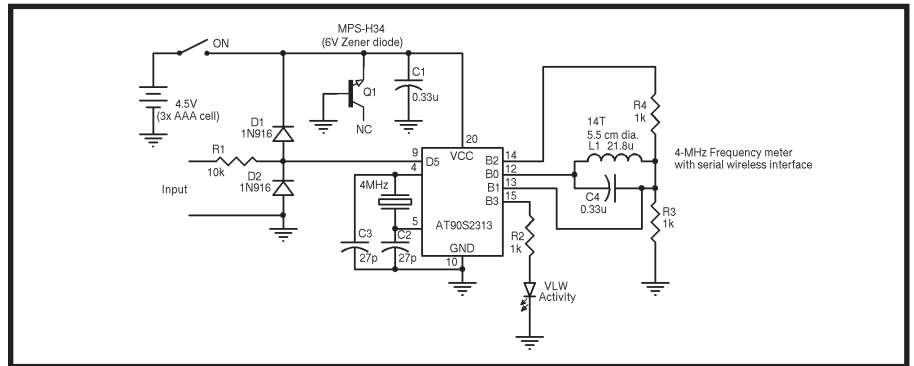 MPS-H34
(6V Zener diode)
ON
C1
0.33u
Q1
NC
4.5V
(3x AAA cell)
D1
1N916
R1
10k
D2
1N916
Input
20
VCC
9
D5
4
5
4MHz
C3
27p
C2
27p
AT90S2313
GND
10
B2
14
B0
12
B1
13
B3
15
R2
1k
VLW
Activity
14T
5.5 cm dia.
L1 21.8u
C4
0.33u
R4
1k
R3
1k
4-MHz Frequency meter
with serial wireless interface